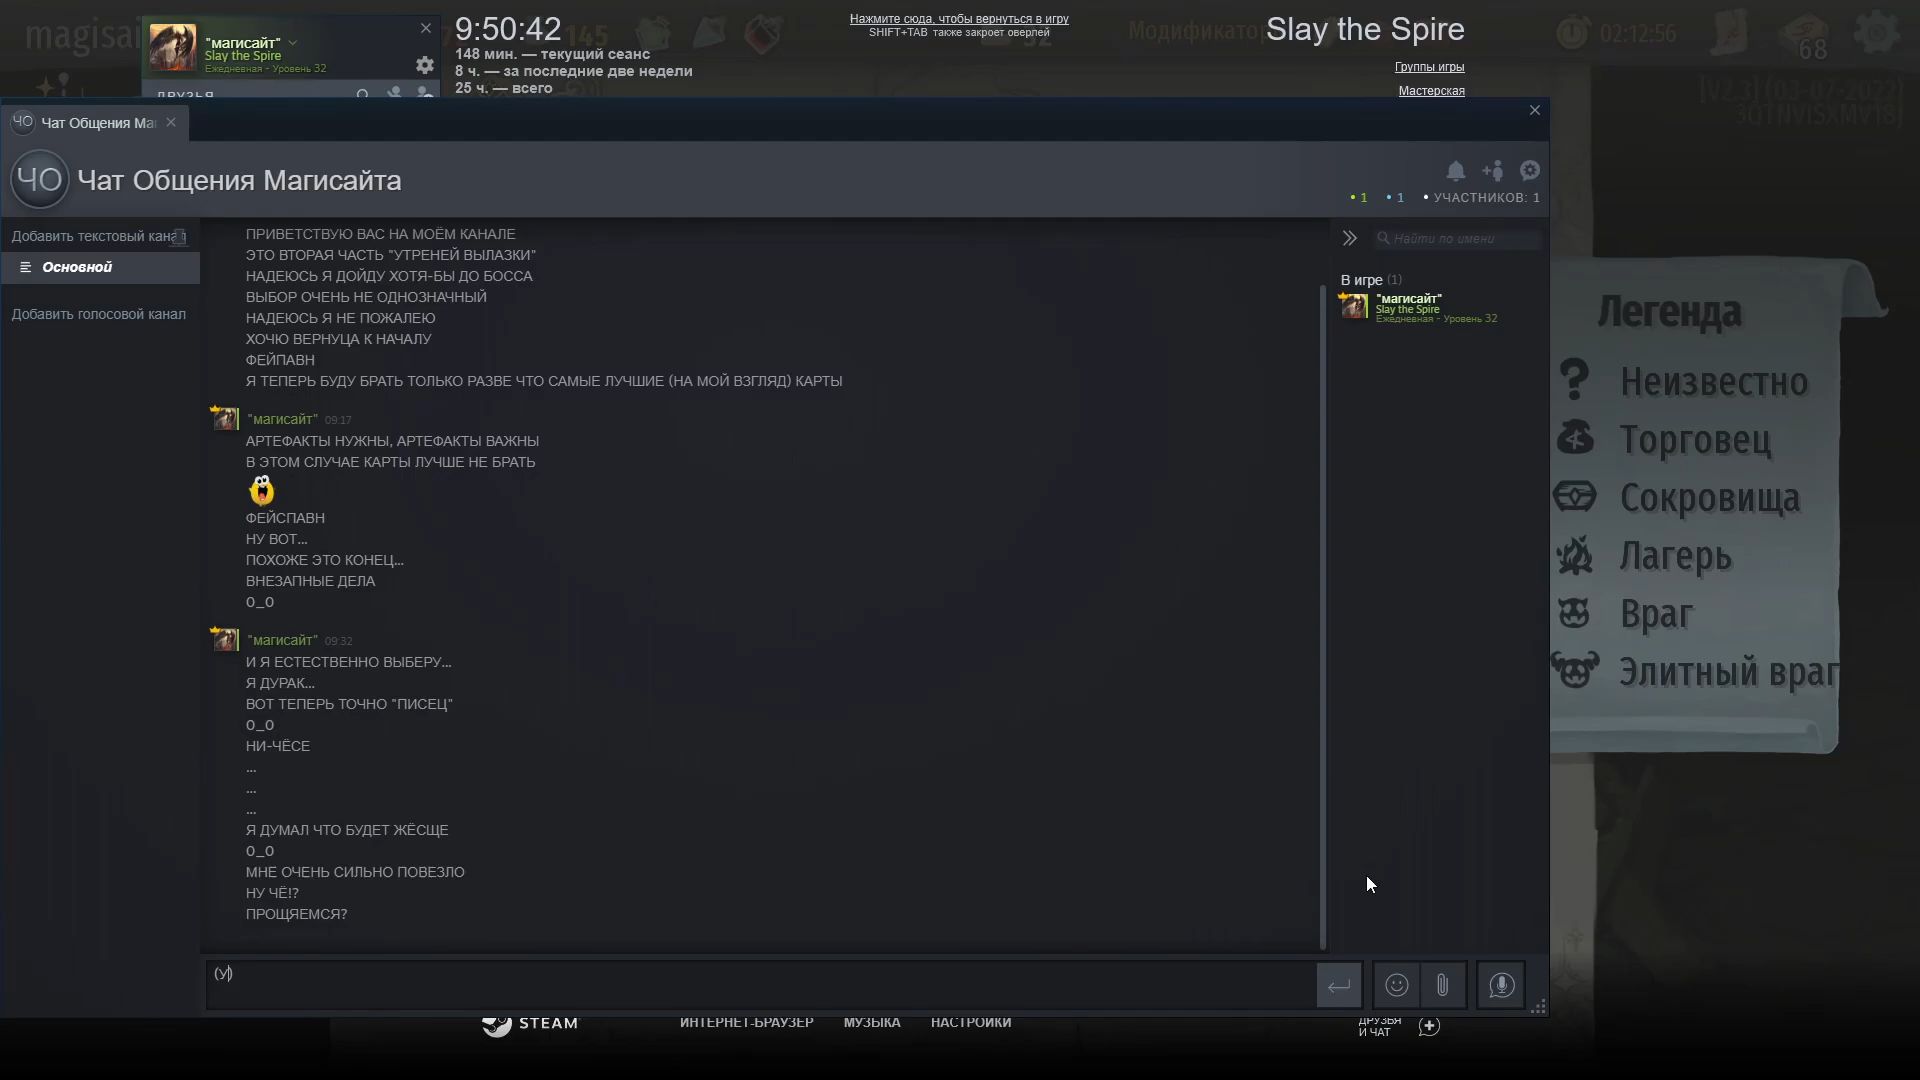 magisai
"магисайт"
Slay the Spire
Ежедневная - Уровень 32
ДРУЗЬЯ
9:50:42
148 мин. — текущий сеанс
8 ч. — за последние две недели
25 ч. — всего
145
Нажмите сюда, чтобы вернуться в игру
SHIFT+TAB также закроет оверлей
32
Slay the Spire
Группы игры
Мастерская
02:12:56
68
[V2.3] (03-07-2022)
Чат Общения Ма
ЧО Чат Общения Магисайта
1 1 УЧАСТНИКОВ: 1
Добавить текстовый канал
Основной
Добавить голосовой канал
ПРИВЕТСТВУЮ ВАС НА МОЁМ КАНАЛЕ
ЭТО ВТОРАЯ ЧАСТЬ "УТРЕНЕЙ ВЫЛАЗКИ"
НАДЕЮСЬ Я ДОЙДУ ХОТЯ-БЫ ДО БОССА
ВЫБОР ОЧЕНЬ НЕ ОДНОЗНАЧНЫЙ
НАДЕЮСЬ Я НЕ ПОЖАЛЕЮ
ХОЧЮ ВЕРНУЦА К НАЧАЛУ
ФЕЙПАВН
Я ТЕПЕРЬ БУДУ БРАТЬ ТОЛЬКО РАЗВЕ ЧТО САМЫЕ ЛУЧШИЕ (НА МОЙ ВЗГЛЯД) КАРТЫ
"магисайт" 09:17
АРТЕФАКТЫ НУЖНЫ, АРТЕФАКТЫ ВАЖНЫ
В ЭТОМ СЛУЧАЕ КАРТЫ ЛУЧШЕ НЕ БРАТЬ
ФЕЙСПАВН
НУ ВОТ...
ПОХОЖЕ ЭТО КОНЕЦ...
ВНЕЗАПНЫЕ ДЕЛА
0_0
"магисайт" 09:32
И Я ЕСТЕСТВЕННО ВЫБЕРУ...
Я ДУРАК...
ВОТ ТЕПЕРЬ ТОЧНО "ПИСЕЦ"
0_0
НИ-ЧЁСЕ
...
...
...
Я ДУМАЛ ЧТО БУДЕТ ЖЁСЩЕ
0_0
МНЕ ОЧЕНЬ СИЛЬНО ПОВЕЗЛО
НУ ЧЁ!?
ПРОЩЯЕМСЯ?
(У)
Найти по имени
В игре (1)
"магисайт"
Slay the Spire
Ежедневная - Уровень 32
Легенда
Неизвестно
Торговец
Сокровища
Лагерь
Враг
Элитный враг
STEAM
ИНТЕРНЕТ-БРАУЗЕР
МУЗЫКА
НАСТРОЙКИ
ДРУЗЬЯ
И ЧАТ